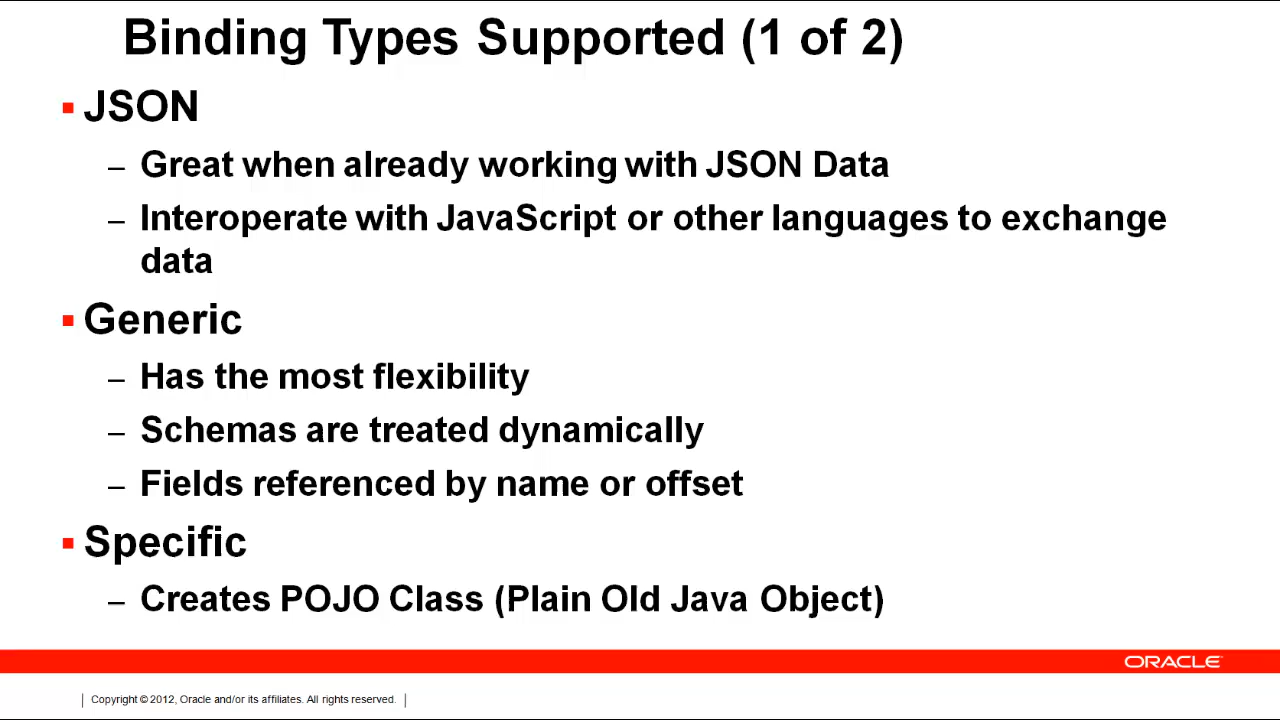 Binding Types Supported (1 of 2)
▪ JSON
– Great when already working with JSON Data
– Interoperate with JavaScript or other languages to exchange
data
▪ Generic
– Has the most flexibility
– Schemas are treated dynamically
– Fields referenced by name or offset
▪ Specific
– Creates POJO Class (Plain Old Java Object)
ORACLE
Copyright © 2012, Oracle and/or its affiliates. All rights reserved.